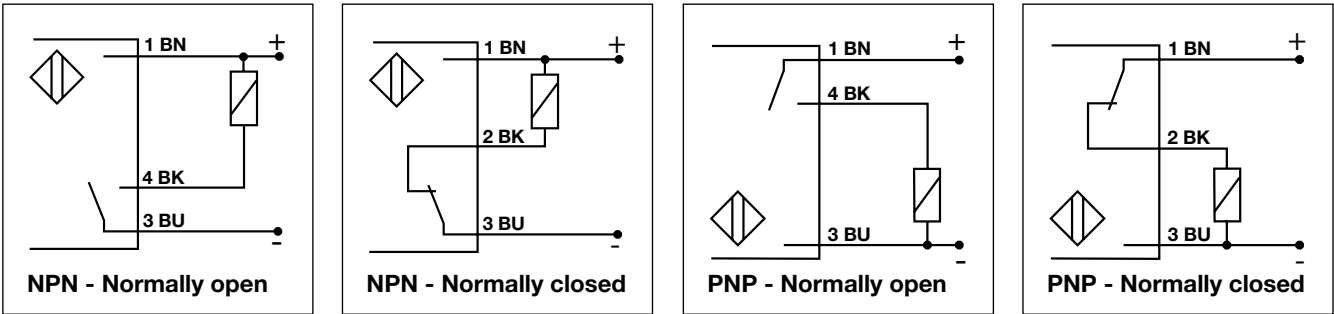 1 BN
+
4 BK
3 BU
-
NPN - Normally open
1 BN
+
2 BK
3 BU
-
NPN - Normally closed
1 BN
+
4 BK
3 BU
-
PNP - Normally open
1 BN
+
2 BK
3 BU
-
PNP - Normally closed